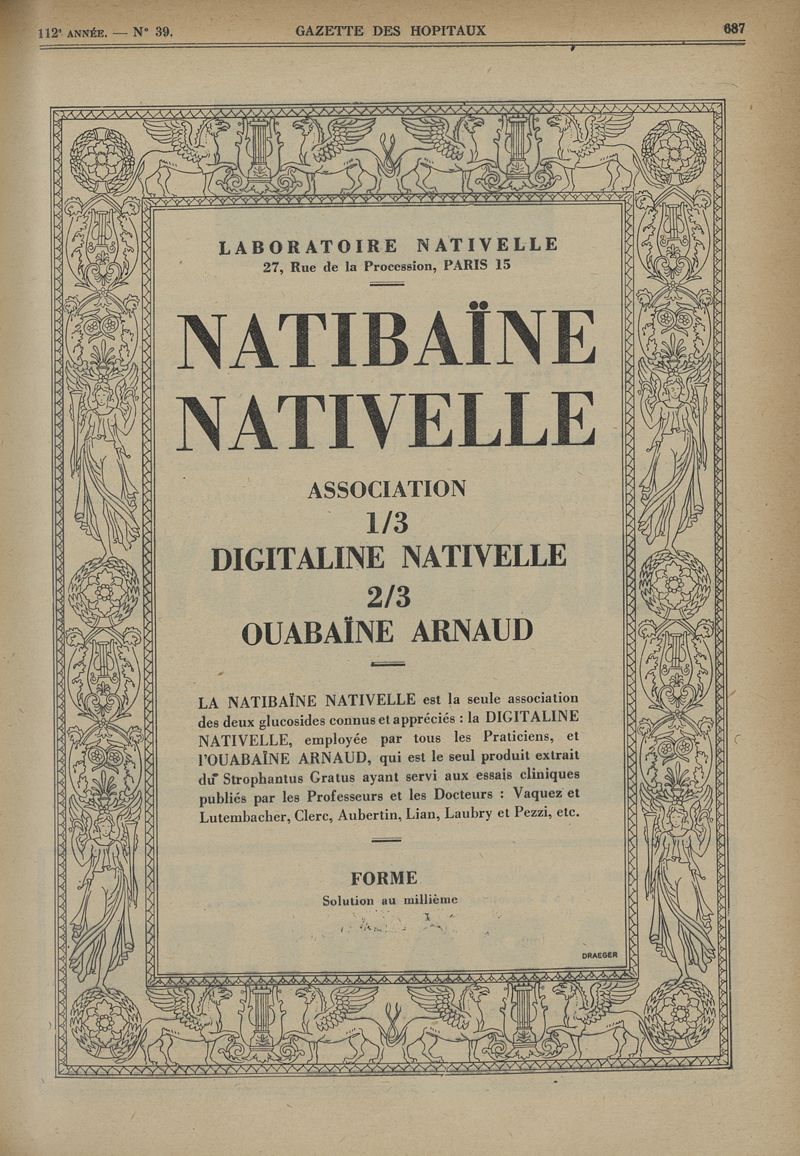 112e ANNÉE. — N° 39.
GAZETTE DES HOPITAUX
687
LABORATOIRE NATIVELLE
27, Rue de la Procession, PARIS 15
NATIBAÏNE
NATIVELLE
ASSOCIATION
1/3
DIGITALINE NATIVELLE
2/3
OUABAÏNE ARNAUD
LA NATIBAÏNE NATIVELLE est la seule association
des deux glucosides connus et appréciés : la DIGITALINE
NATIVELLE, employée par tous les Praticiens, et
l'OUABAÏNE ARNAUD, qui est le seul produit extrait
du Strophantus Gratus ayant servi aux essais cliniques
publiés par les Professeurs et les Docteurs : Vaquez et
Lutembacher, Clerc, Aubertin, Lian, Laubry et Pezzi, etc.
FORME
Solution au millième
DRAEGER